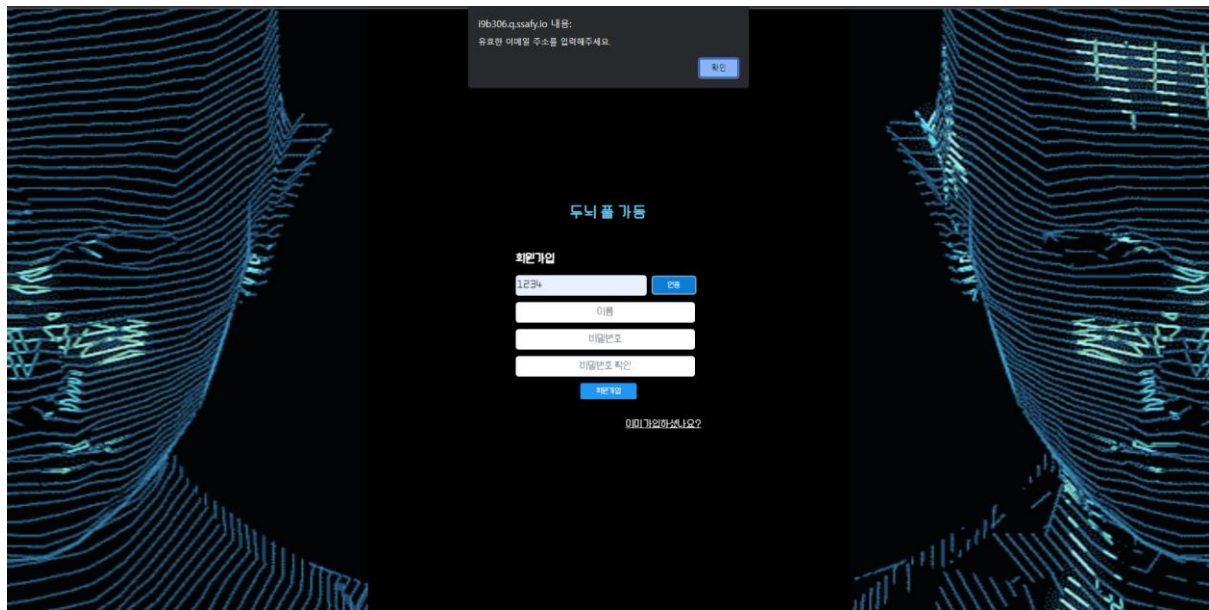 i9b306.q.ssafy.io 내용:
유효한 이메일 주소를 입력해주세요.
확인
두뇌 풀 가동
회원가입
1234
인증
이름
비밀번호
비밀번호 확인
회원가입
이미가입하셨나요?